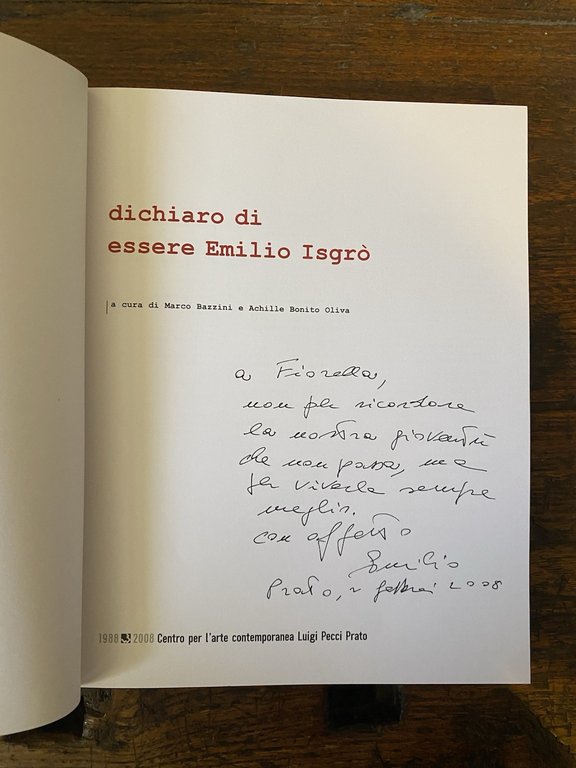 dichiaro di
essere Emilio Isgrò
a cura di Marco Bazzini e Achille Bonito Oliva
a Fiorella,
non per ricordare
la nostra gioventù
che non passa, ma
per viverla sempre
meglio.
con affetto
Emilio
Prato, 2 febbraio 2008
1988 2008 Centro per l'arte contemporanea Luigi Pecci Prato